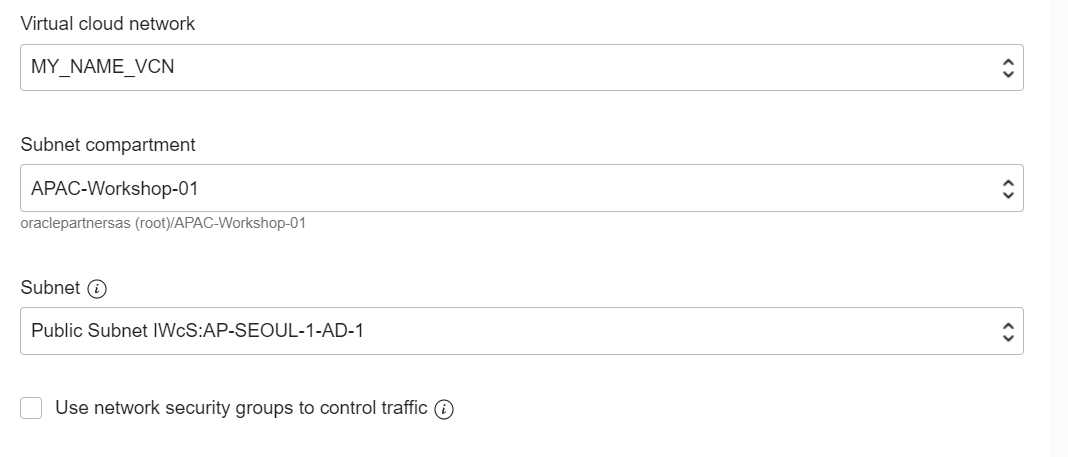 Virtual cloud network
MY_NAME_VCN
Subnet compartment
APAC-Workshop-01
oraclepartnersas (root)/APAC-Workshop-01
Subnet
Public Subnet IWcS:AP-SEOUL-1-AD-1
Use network security groups to control traffic